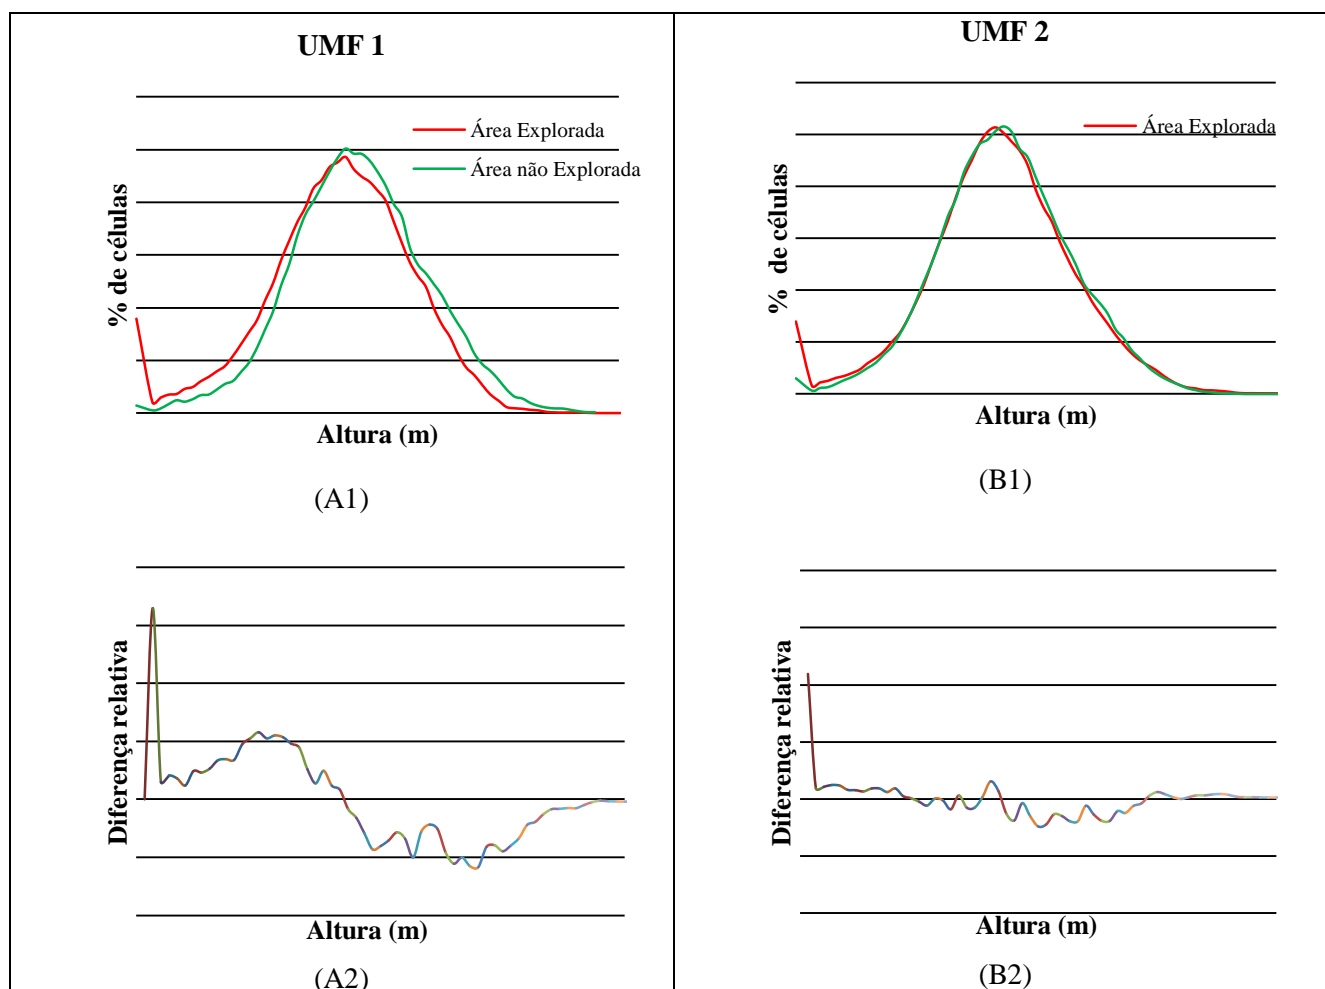 UMF 1
Área Explorada
Área não Explorada
% de células
Altura (m)
(A1)
UMF 2
Área Explorada
% de células
Altura (m)
(B1)
Diferença relativa
Altura (m)
(A2)
Diferença relativa
Altura (m)
(B2)